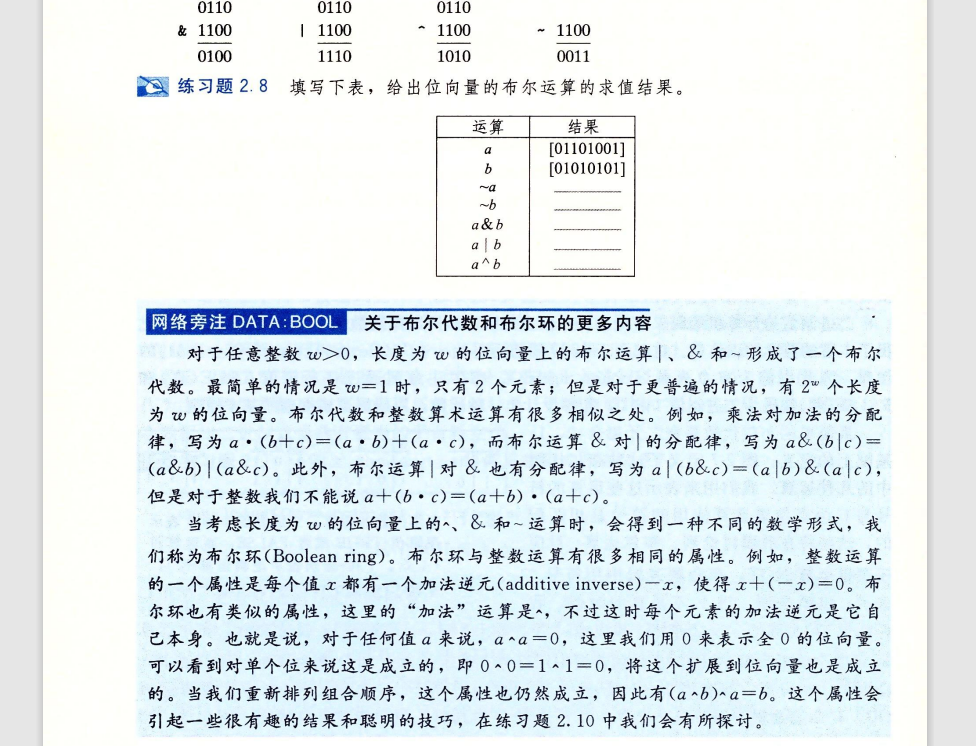 0110 0110 0110
& 1100 | 1100 ^ 1100 ~ 1100
0100 1110 1010 0011
练习题 2.8 填写下表，给出位向量的布尔运算的求值结果。
运算 结果
a [01101001]
b [01010101]
~a
~b
a&b
a|b
a^b
网络旁注 DATA:BOOL 关于布尔代数和布尔环的更多内容
对于任意整数 w>0，长度为 w 的位向量上的布尔运算|、& 和~形成了一个布尔
代数。最简单的情况是 w=1 时，只有 2 个元素；但是对于更普遍的情况，有 2ʷ 个长度
为 w 的位向量。布尔代数和整数算术运算有很多相似之处。例如，乘法对加法的分配
律，写为 a·(b+c)=(a·b)+(a·c)，而布尔运算 & 对|的分配律，写为 a&(b|c)=
(a&b)|(a&c)。此外，布尔运算|对 & 也有分配律，写为 a|(b&c)=(a|b)&(a|c)，
但是对于整数我们不能说 a+(b·c)=(a+b)·(a+c)。
当考虑长度为 w 的位向量上的^、& 和~运算时，会得到一种不同的数学形式，我
们称为布尔环(Boolean ring)。布尔环与整数运算有很多相同的属性。例如，整数运算
的一个属性是每个值 x 都有一个加法逆元(additive inverse)-x，使得 x+(-x)=0。布
尔环也有类似的属性，这里的“加法”运算是^，不过这时每个元素的加法逆元是它自
己本身。也就是说，对于任何值 a 来说，a^a=0，这里我们用 0 来表示全 0 的位向量。
可以看到对单个位来说这是成立的，即 0^0=1^1=0，将这个扩展到位向量也是成立
的。当我们重新排列组合顺序，这个属性也仍然成立，因此有(a^b)^a=b。这个属性会
引起一些很有趣的结果和聪明的技巧，在练习题 2.10 中我们会有所探讨。